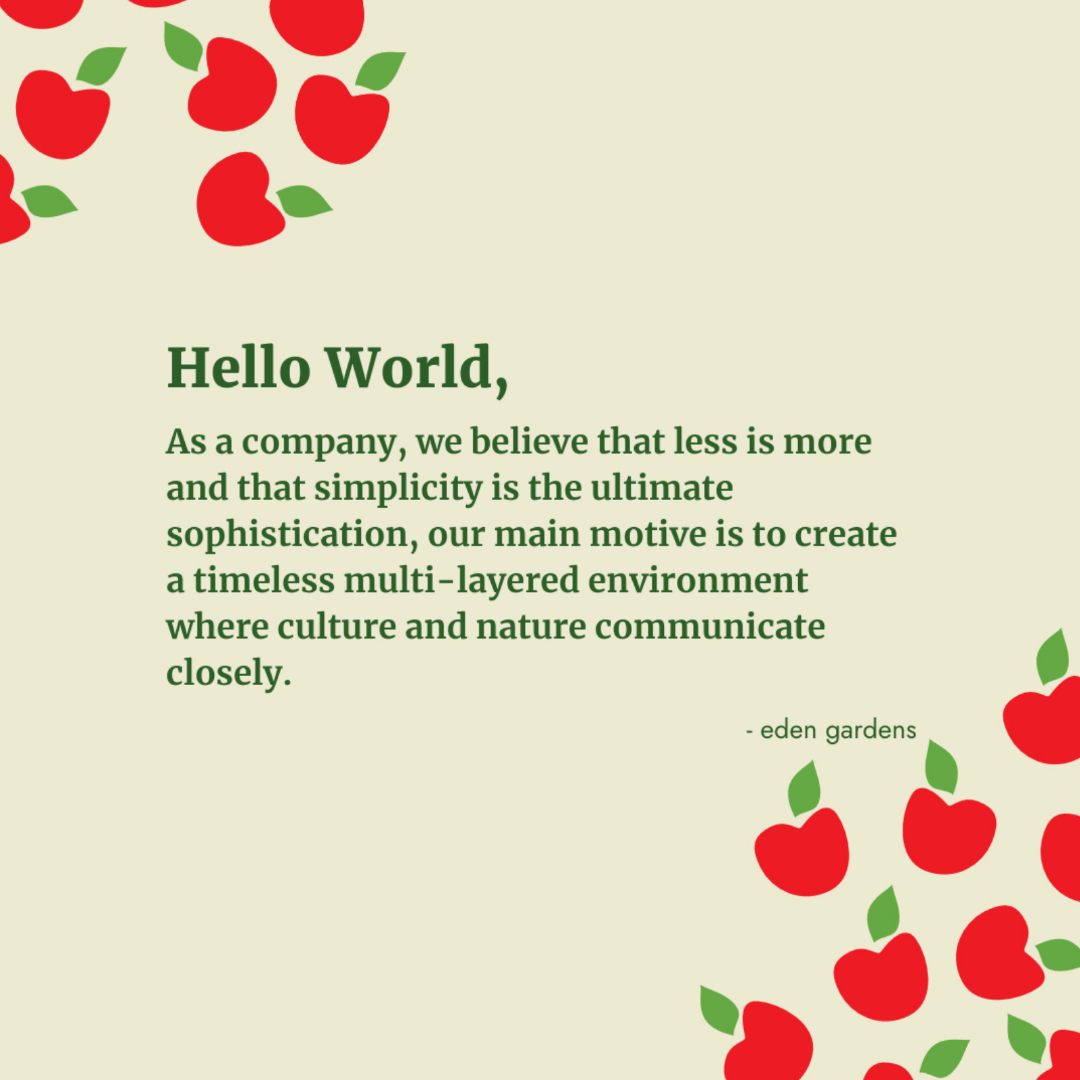 Hello World,
As a company, we believe that less is more
and that simplicity is the ultimate
sophistication, our main motive is to create
a timeless multi-layered environment
where culture and nature communicate
closely.
- eden gardens